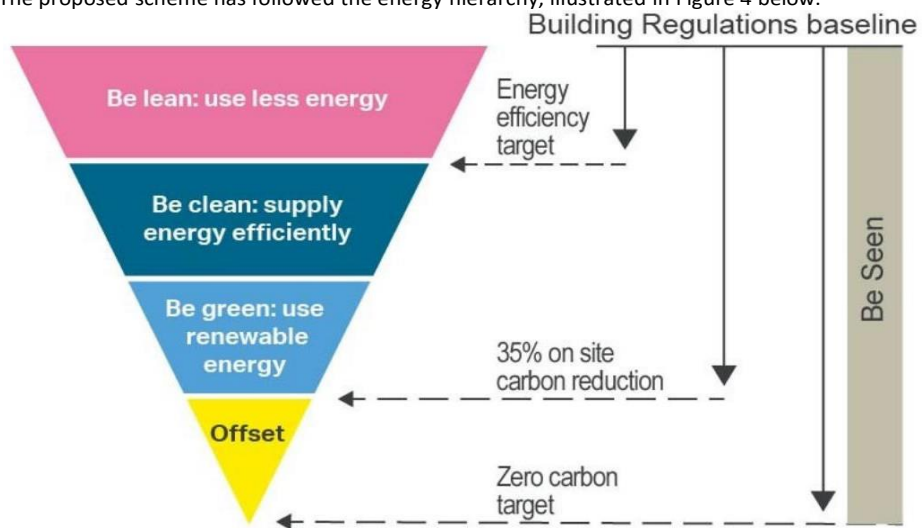 The proposed scheme has followed the energy hierarchy, illustrated in Figure 4 below.
Building Regulations baseline
Be lean: use less energy
Energy
efficiency
target
Be clean: supply
energy efficiently
Be green: use
renewable
energy
35% on site
carbon reduction
Offset
Zero carbon
target
Be Seen